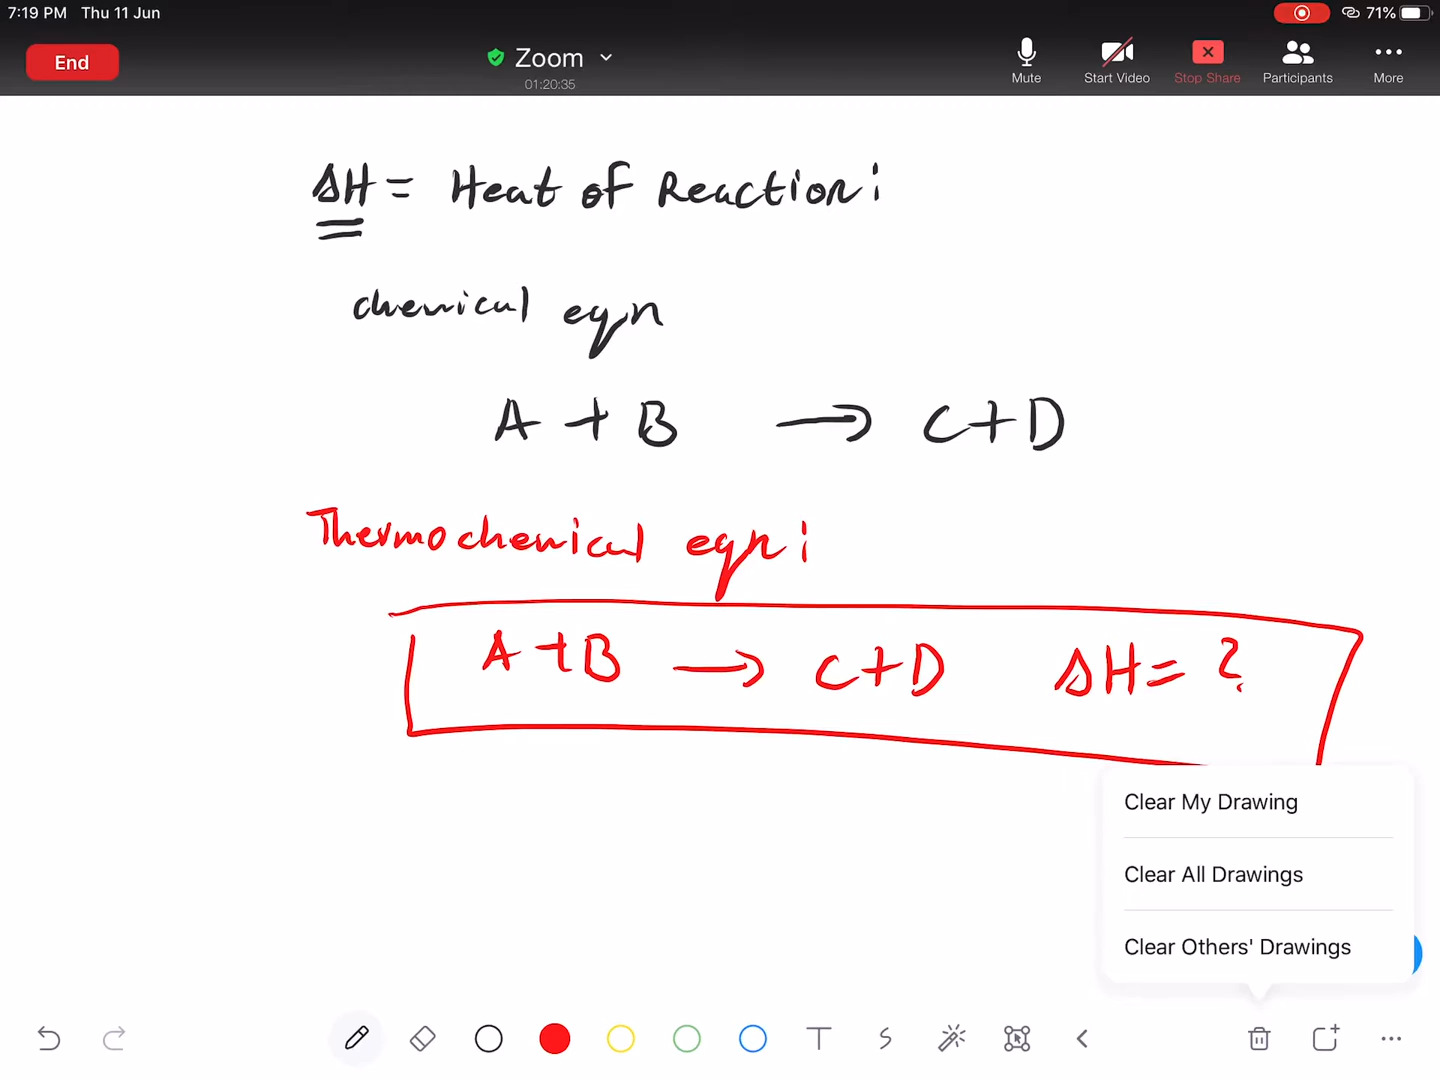 7:19 PM Thu 11 Jun
71%
End
Zoom
01:20:35
Mute
Start Video
Stop Share
Participants
More
ΔH = Heat of Reaction:
chemical eqn
A + B → C + D
Thermochemical eqn:
A + B → C + D ΔH = ?
Clear My Drawing
Clear All Drawings
Clear Others' Drawings